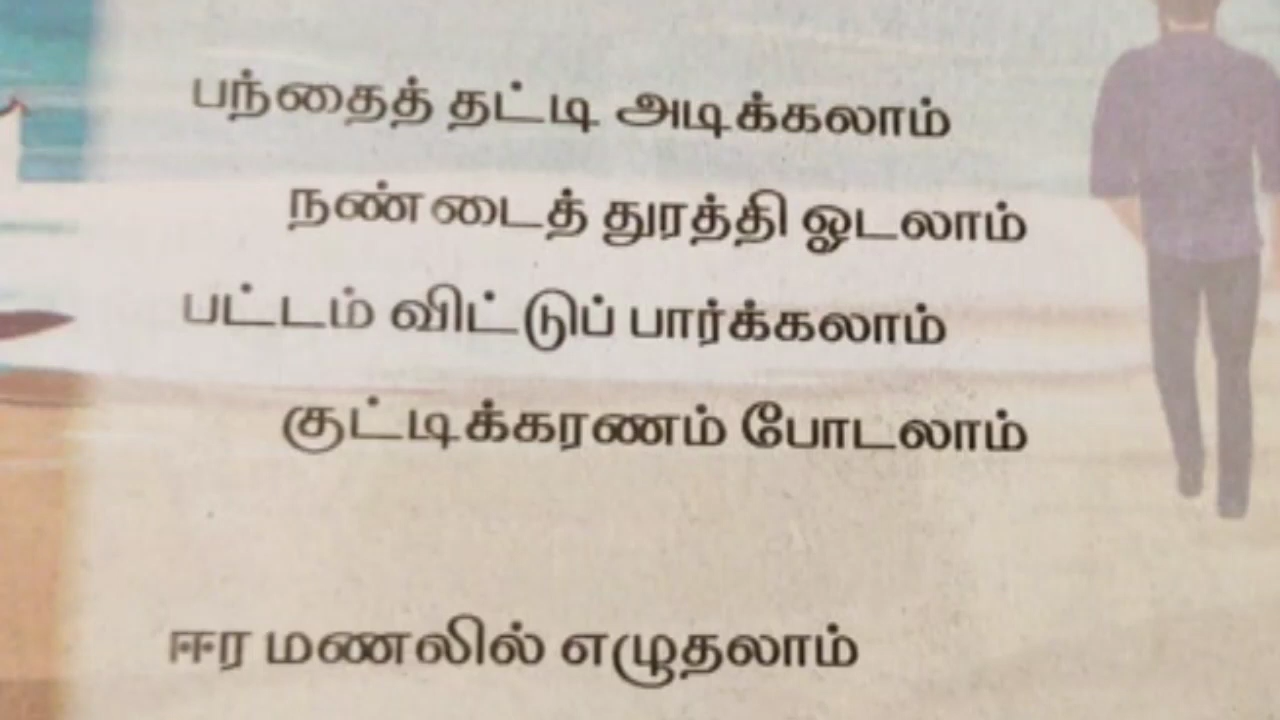 பந்தைத் தட்டி அடிக்கலாம்
நண்டைத் துரத்தி ஓடலாம்
பட்டம் விட்டுப் பார்க்கலாம்
குட்டிக்கரணம் போடலாம்
ஈர மணலில் எழுதலாம்